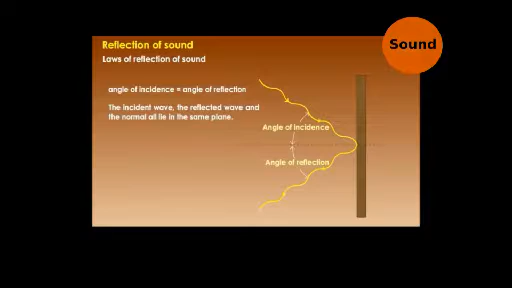 Reflection of sound
Sound
Laws of reflection of sound
angle of incidence = angle of reflection
The incident wave, the reflected wave and
the normal all lie in the same plane.
Angle of incidence
Angle of reflection